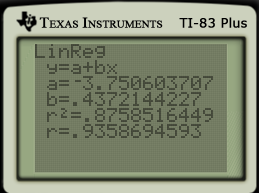 TEXAS INSTRUMENTS TI-83 Plus
LinReg
y=a+bx
a=-3.750603707
b=.4372144227
r²=.8758516449
r=.9358694593